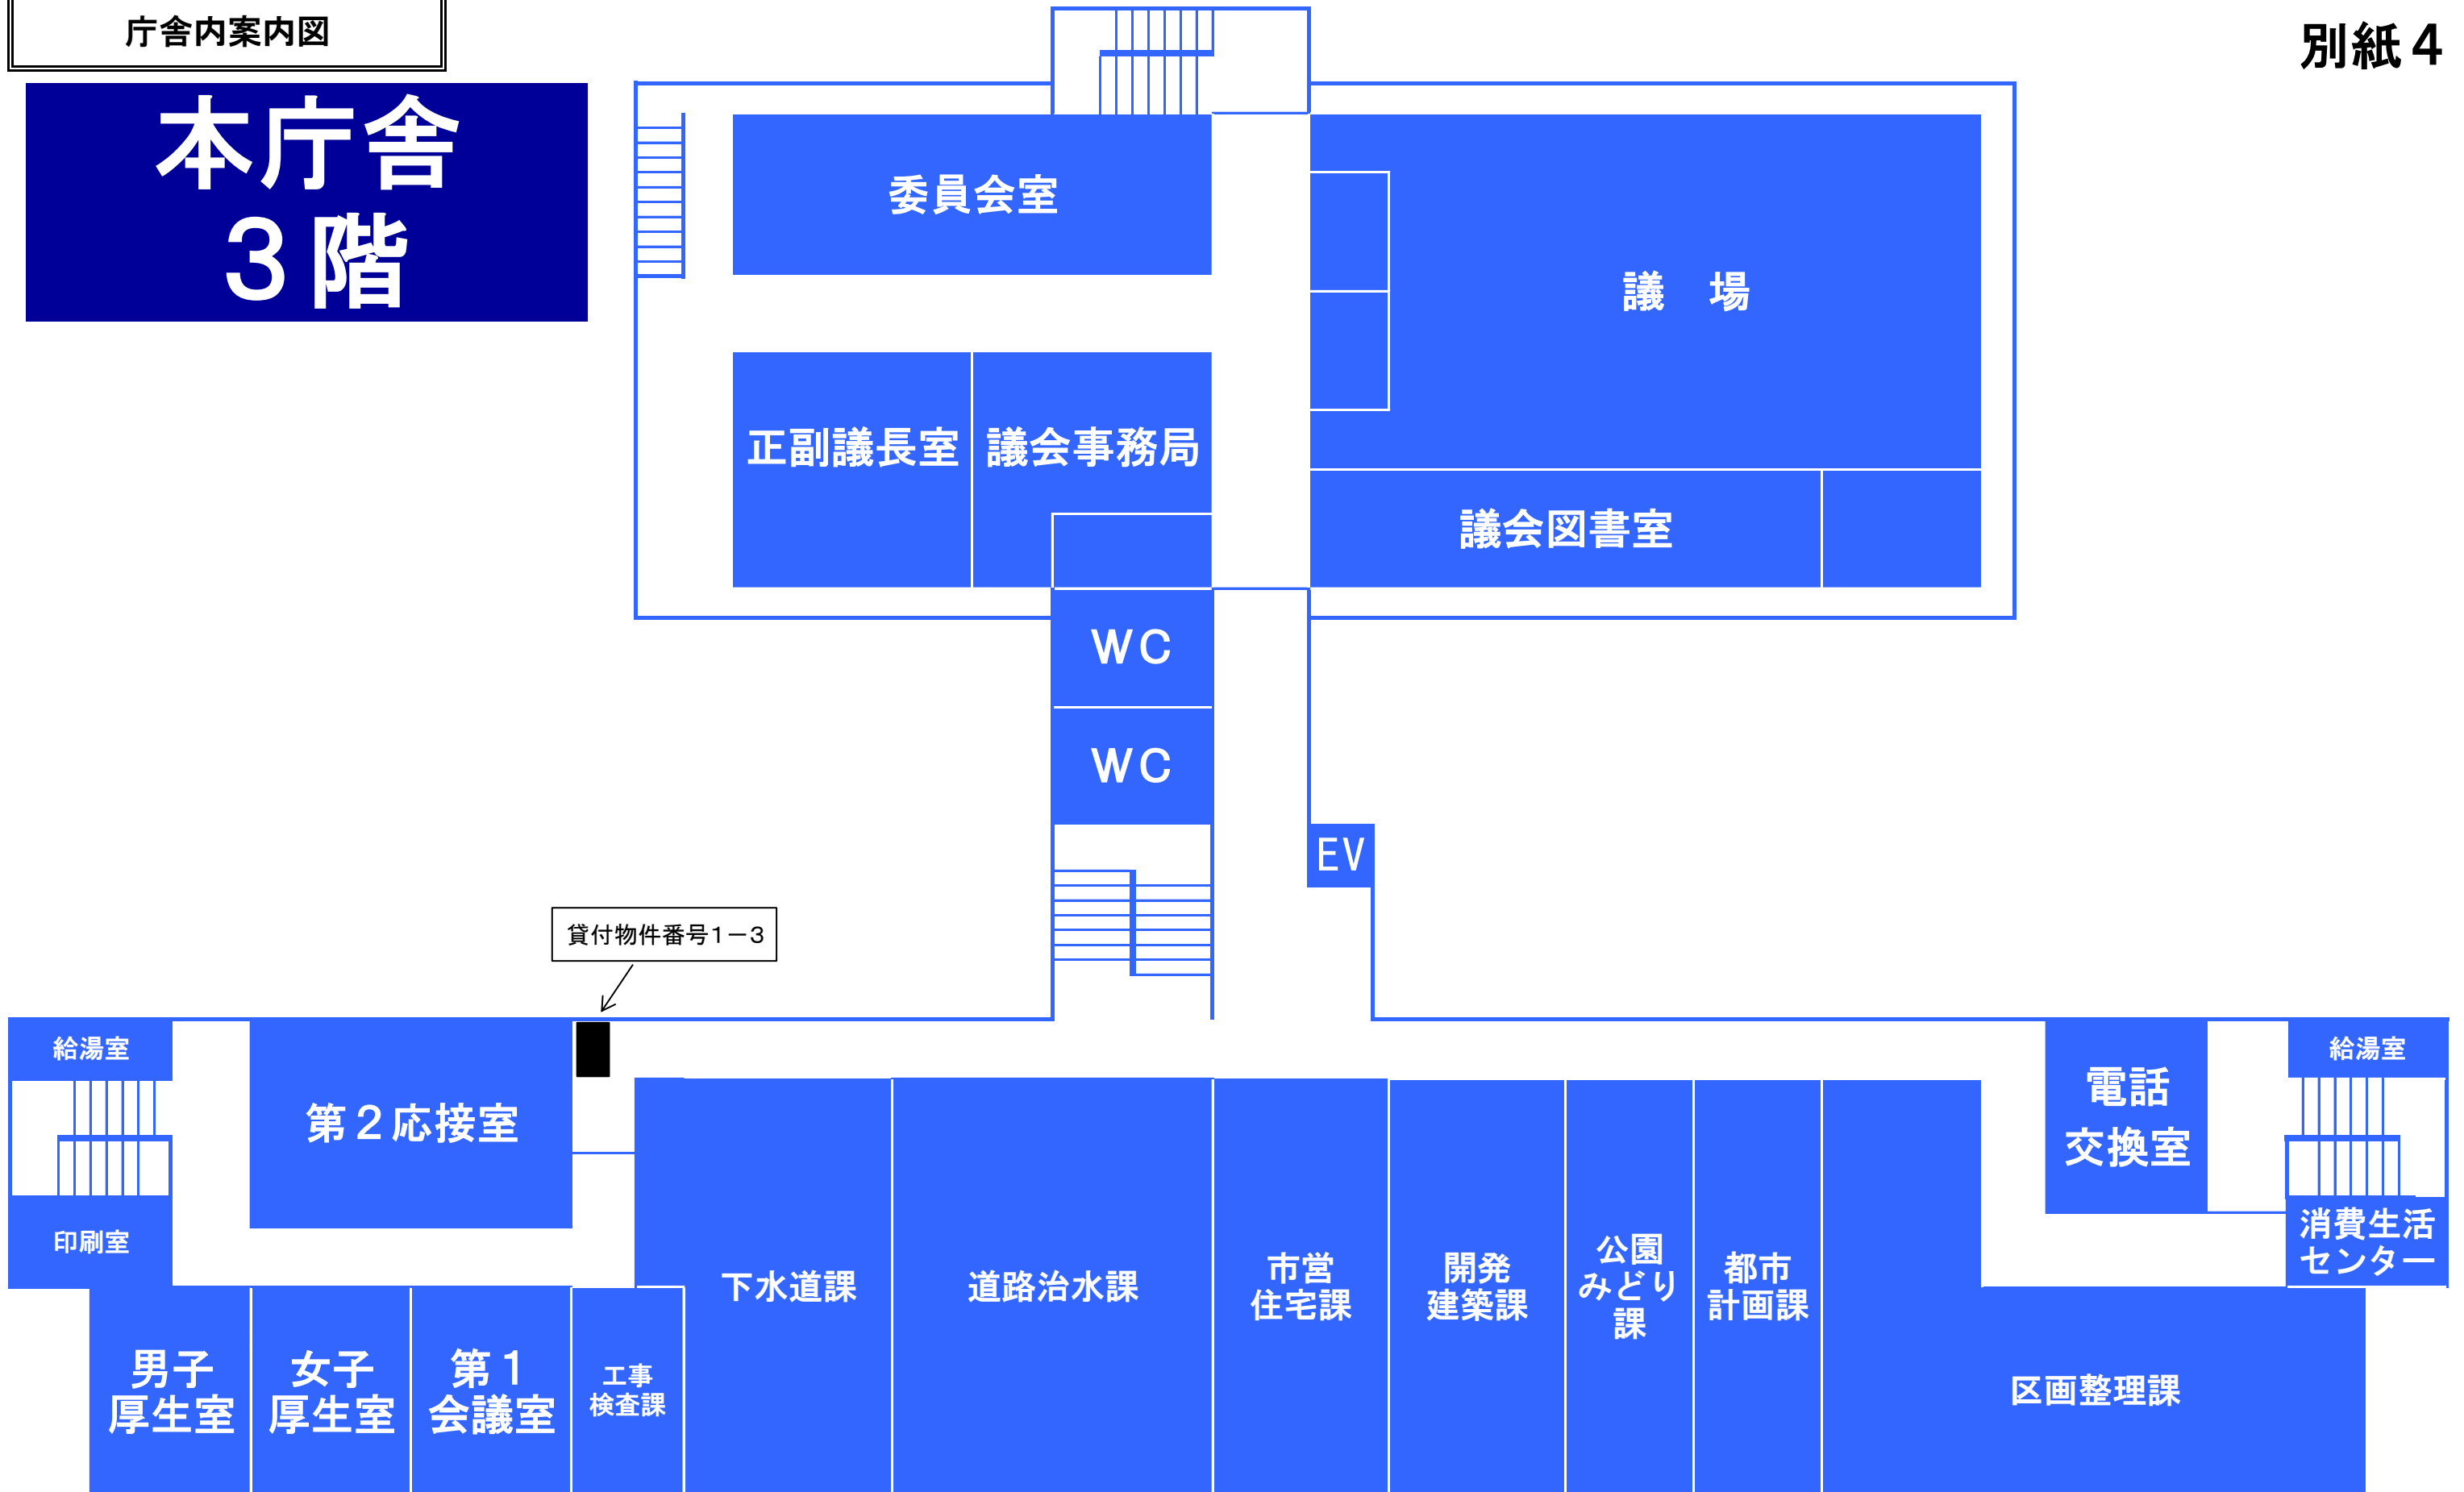 庁舎内案内図
別紙４
本庁舎
３階
委員会室
議　場
正副議長室
議会事務局
議会図書室
ＷＣ
ＷＣ
EV
貸付物件番号１－３
給湯室
第２応接室
電話
交換室
給湯室
印刷室
消費生活
センター
下水道課
道路治水課
市営
住宅課
開発
建築課
公園
みどり
課
都市
計画課
男子
厚生室
女子
厚生室
第１
会議室
工事
検査課
区画整理課